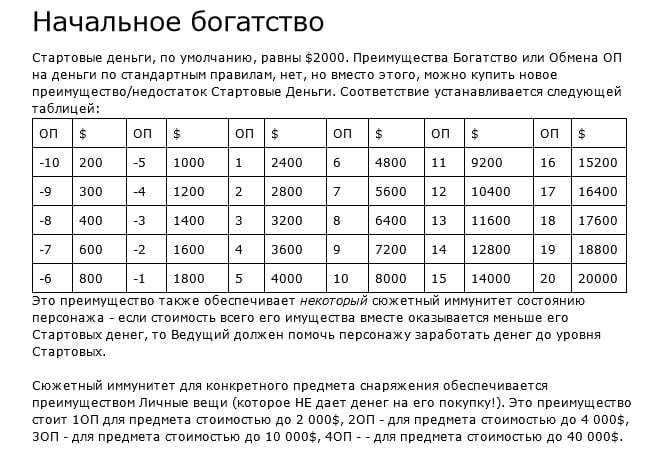 Начальное богатство
Стартовые деньги, по умолчанию, равны $2000. Преимущества Богатство или Обмена ОП
на деньги по стандартным правилам, нет, но вместо этого, можно купить новое
преимущество/недостаток Стартовые Деньги. Соответствие устанавливается следующей
таблицей:
ОП $ ОП $ ОП $ ОП $ ОП $ ОП $
-10 200 -5 1000 1 2400 6 4800 11 9200 16 15200
-9 300 -4 1200 2 2800 7 5600 12 10400 17 16400
-8 400 -3 1400 3 3200 8 6400 13 11600 18 17600
-7 600 -2 1600 4 3600 9 7200 14 12800 19 18800
-6 800 -1 1800 5 4000 10 8000 15 14000 20 20000
Это преимущество также обеспечивает некоторый сюжетный иммунитет состоянию
персонажа - если стоимость всего его имущества вместе оказывается меньше его
Стартовых денег, то Ведущий должен помочь персонажу заработать денег до уровня
Стартовых.
Сюжетный иммунитет для конкретного предмета снаряжения обеспечивается
преимуществом Личные вещи (которое НЕ дает денег на его покупку!). Это преимущество
стоит 1ОП для предмета стоимостью до 2 000$, 2ОП - для предмета стоимостью до 4 000$,
3ОП - для предмета стоимостью до 10 000$, 4ОП - - для предмета стоимостью до 40 000$.